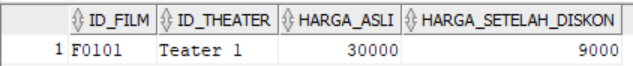 ID_FILM ID_THEATER HARGA_ASLI HARGA_SETELAH_DISKON
1 F0101 Teater 1 30000 9000